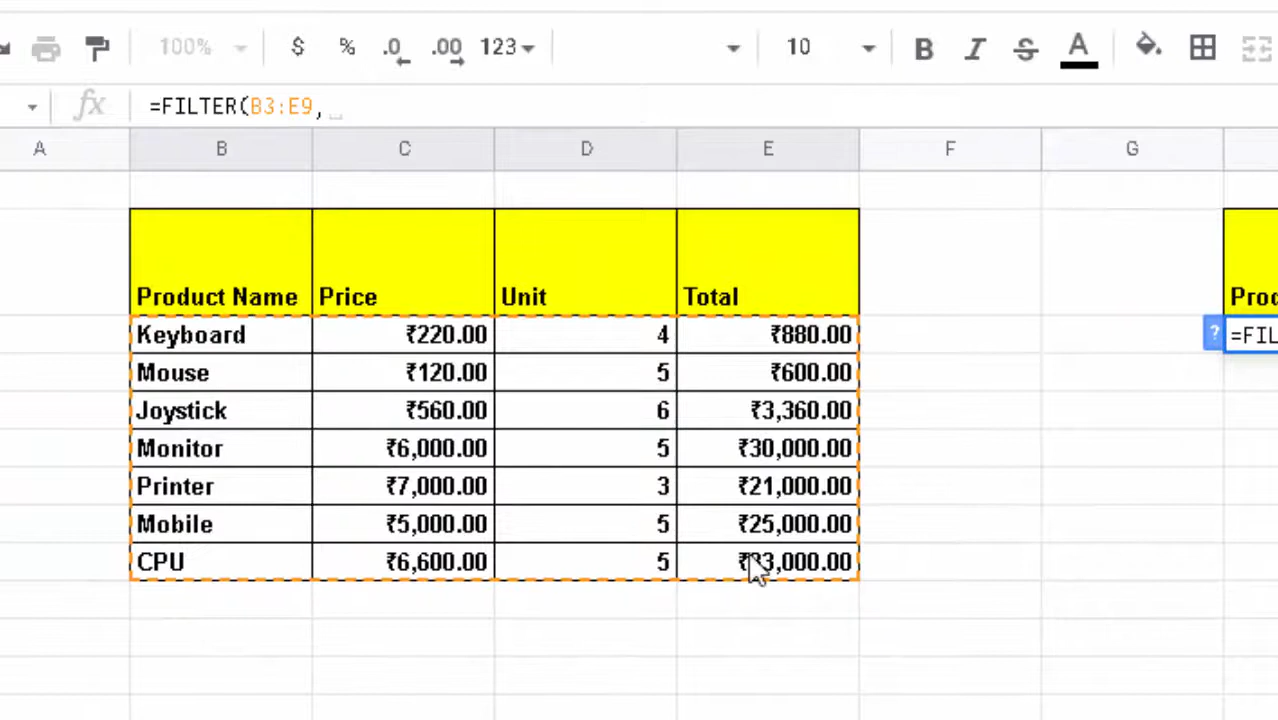 100% $ % .0 .00 123 10 B I S A
fx =FILTER(B3:E9,
A B C D E F G
Product Name Price Unit Total
Keyboard ₹220.00 4 ₹880.00 ? =FIL
Mouse ₹120.00 5 ₹600.00
Joystick ₹560.00 6 ₹3,360.00
Monitor ₹6,000.00 5 ₹30,000.00
Printer ₹7,000.00 3 ₹21,000.00
Mobile ₹5,000.00 5 ₹25,000.00
CPU ₹6,600.00 5